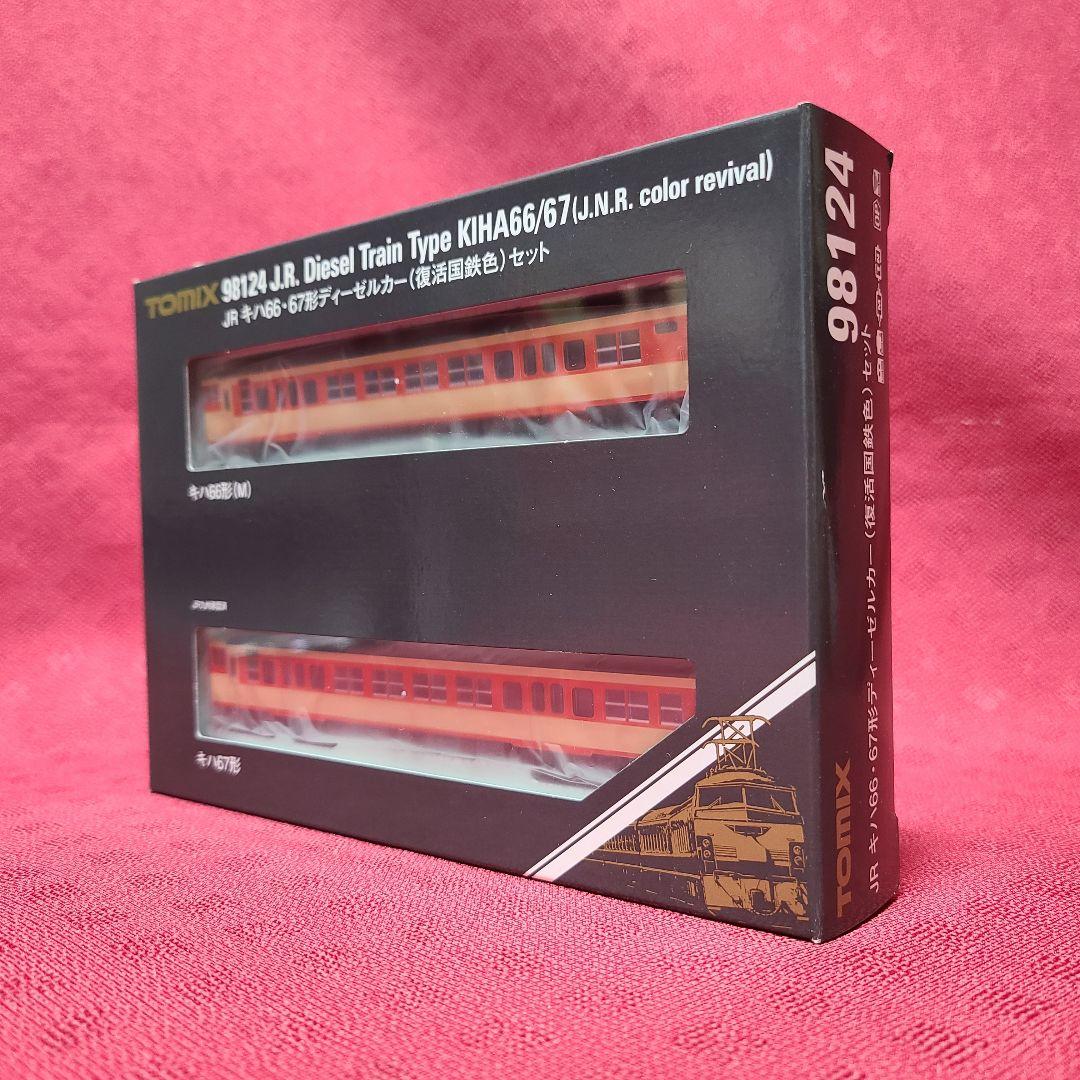 TOMIX 98124 J.R. Diesel Train Type KIHA66/67(J.N.R. color revival)
JR キハ66・67形ディーゼルカー(復活国鉄色)セット
キハ66形(M)
キハ67形
98124
TOMIX JR キハ66・67形ディーゼルカー(復活国鉄色)セット